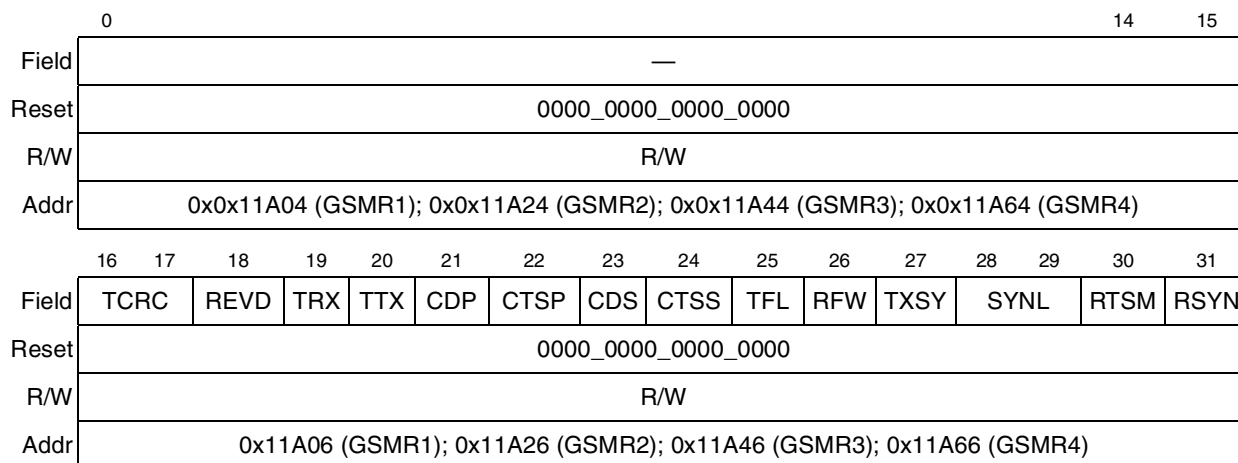 0 14 15
Field —
Reset 0000_0000_0000_0000
R/W R/W
Addr 0x0x11A04 (GSMR1); 0x0x11A24 (GSMR2); 0x0x11A44 (GSMR3); 0x0x11A64 (GSMR4)
16 17 18 19 20 21 22 23 24 25 26 27 28 29 30 31
Field TCRC REVD TRX TTX CDP CTSP CDS CTSS TFL RFW TXSY SYNL RTSM RSYN
Reset 0000_0000_0000_0000
R/W R/W
Addr 0x11A06 (GSMR1); 0x11A26 (GSMR2); 0x11A46 (GSMR3); 0x11A66 (GSMR4)